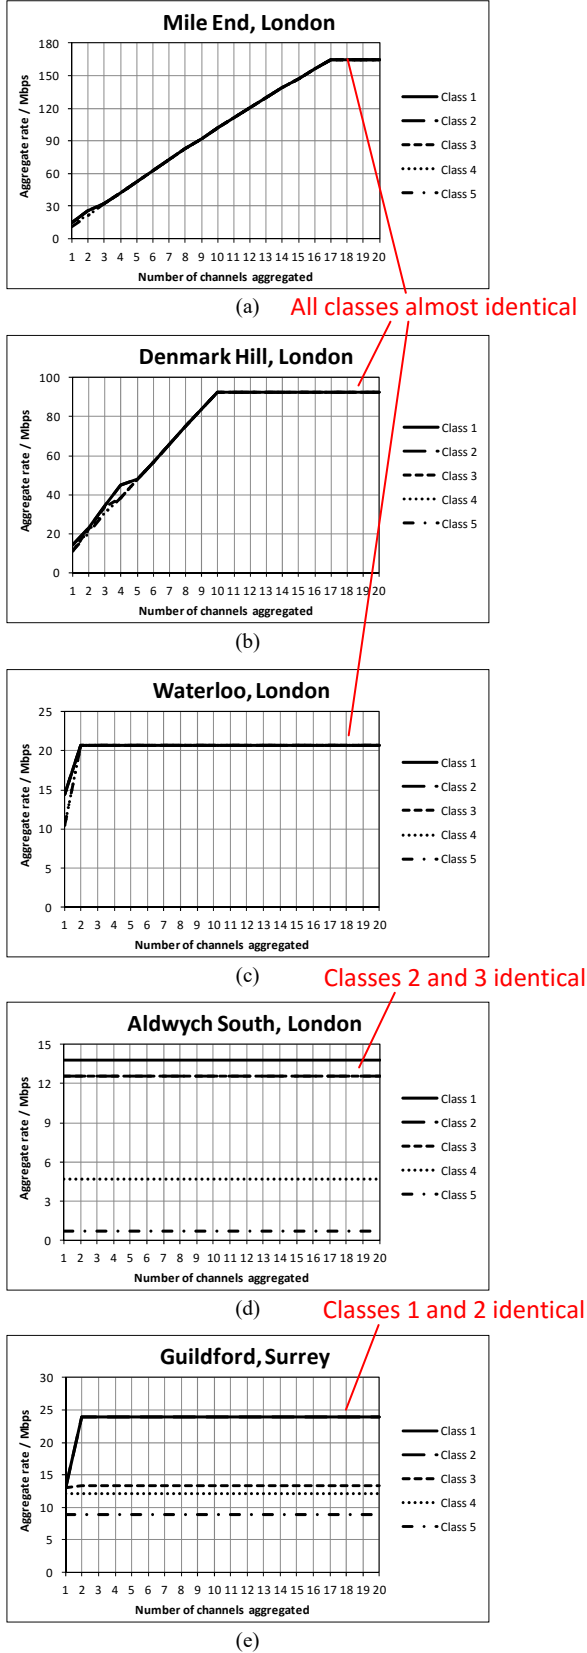 Mile End, London
Aggregate rate / Mbps
180
150
120
90
60
30
0
1 2 3 4 5 6 7 8 9 10 11 12 13 14 15 16 17 18 19 20
Number of channels aggregated
Class 1
Class 2
Class 3
Class 4
Class 5
(a)
All classes almost identical
Denmark Hill, London
Aggregate rate / Mbps
100
80
60
40
20
0
1 2 3 4 5 6 7 8 9 10 11 12 13 14 15 16 17 18 19 20
Number of channels aggregated
Class 1
Class 2
Class 3
Class 4
Class 5
(b)
Waterloo, London
Aggregate rate / Mbps
25
20
15
10
5
0
1 2 3 4 5 6 7 8 9 10 11 12 13 14 15 16 17 18 19 20
Number of channels aggregated
Class 1
Class 2
Class 3
Class 4
Class 5
(c)
Classes 2 and 3 identical
Aldwych South, London
Aggregate rate / Mbps
15
12
9
6
3
0
1 2 3 4 5 6 7 8 9 10 11 12 13 14 15 16 17 18 19 20
Number of channels aggregated
Class 1
Class 2
Class 3
Class 4
Class 5
(d)
Classes 1 and 2 identical
Guildford, Surrey
Aggregate rate / Mbps
30
25
20
15
10
5
0
1 2 3 4 5 6 7 8 9 10 11 12 13 14 15 16 17 18 19 20
Number of channels aggregated
Class 1
Class 2
Class 3
Class 4
Class 5
(e)